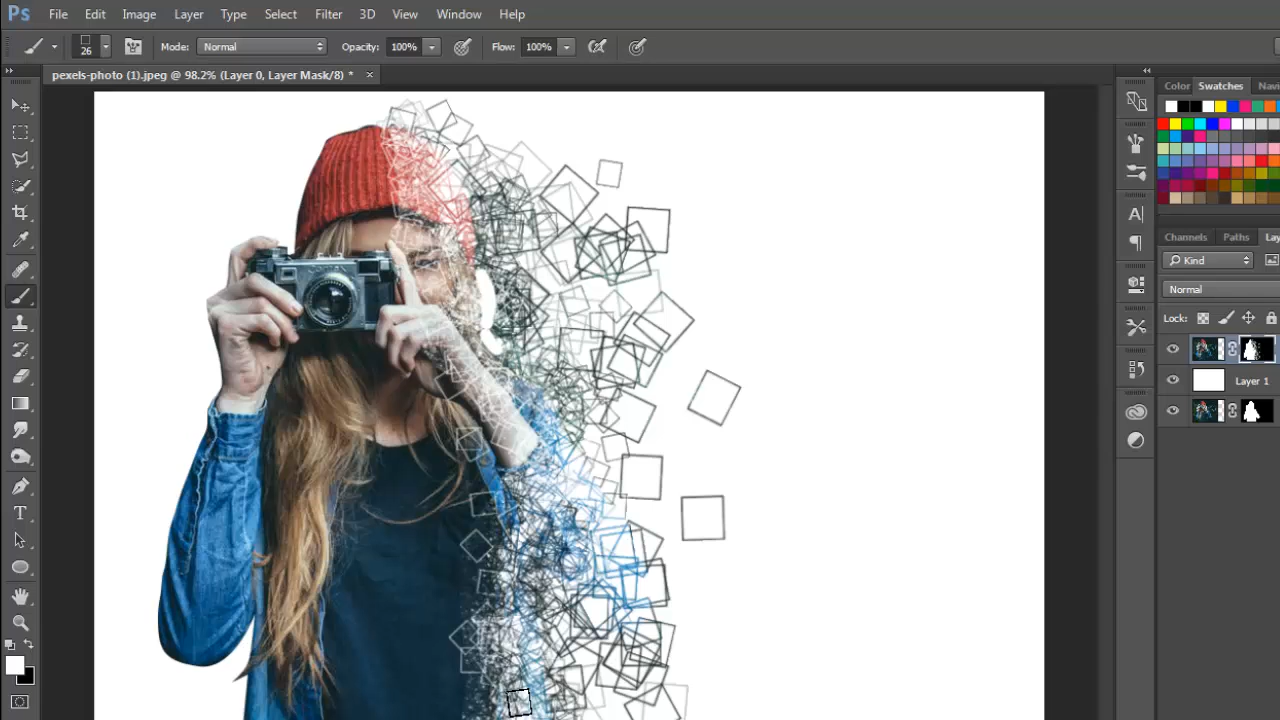 Ps File Edit Image Layer Type Select Filter 3D View Window Help
26 Mode: Normal Opacity: 100% Flow: 100%
pexels-photo (1).jpeg @ 98.2% (Layer 0, Layer Mask/8) * ×
Color Swatches Navi
Channels Paths Lay
Kind
Normal
Lock:
Layer 1
A
T